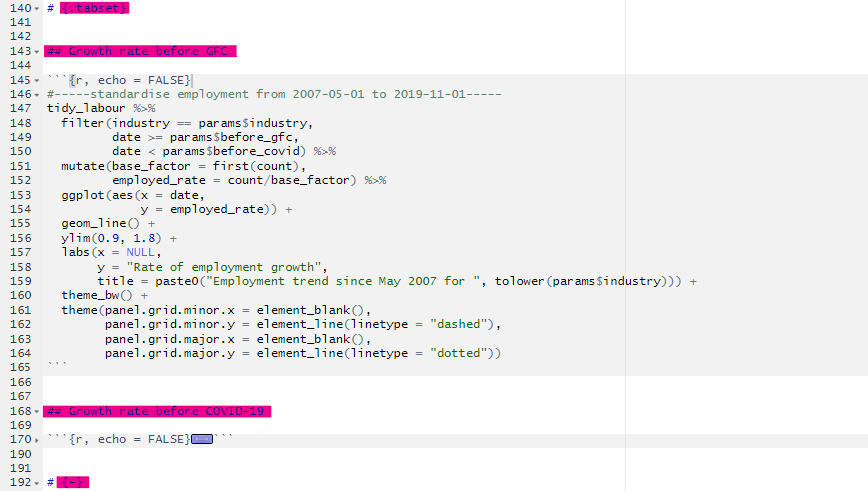 140 # {.tabset}
141
142
143 ## Growth rate before GFC
144
145 ```{r, echo = FALSE}
146 #-----standardise employment from 2007-05-01 to 2019-11-01-----
147 tidy_labour %>%
148   filter(industry == params$industry,
149          date >= params$before_gfc,
150          date < params$before_covid) %>%
151   mutate(base_factor = first(count),
152          employed_rate = count/base_factor) %>%
153   ggplot(aes(x = date,
154              y = employed_rate)) +
155   geom_line() +
156   ylim(0.9, 1.8) +
157   labs(x = NULL,
158        y = "Rate of employment growth",
159        title = paste0("Employment trend since May 2007 for ", tolower(params$industry))) +
160   theme_bw() +
161   theme(panel.grid.minor.x = element_blank(),
162         panel.grid.minor.y = element_line(linetype = "dashed"),
163         panel.grid.major.x = element_blank(),
164         panel.grid.major.y = element_line(linetype = "dotted"))
165 ```
166
167
168 ## Growth rate before COVID-19
169
170 ```{r, echo = FALSE}```
190
191
192 # {-}